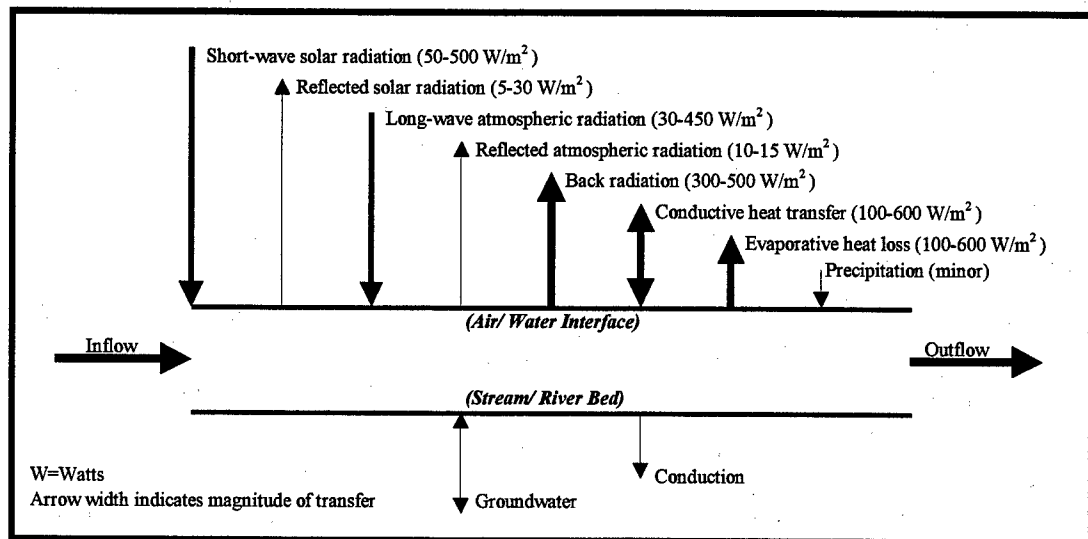 Short-wave solar radiation (50-500 W/m²)
Reflected solar radiation (5-30 W/m²)
Long-wave atmospheric radiation (30-450 W/m²)
Reflected atmospheric radiation (10-15 W/m²)
Back radiation (300-500 W/m²)
Conductive heat transfer (100-600 W/m²)
Evaporative heat loss (100-600 W/m²)
Precipitation (minor)
(Air/ Water Interface)
Inflow
Outflow
(Stream/ River Bed)
W=Watts
Conduction
Arrow width indicates magnitude of transfer
Groundwater